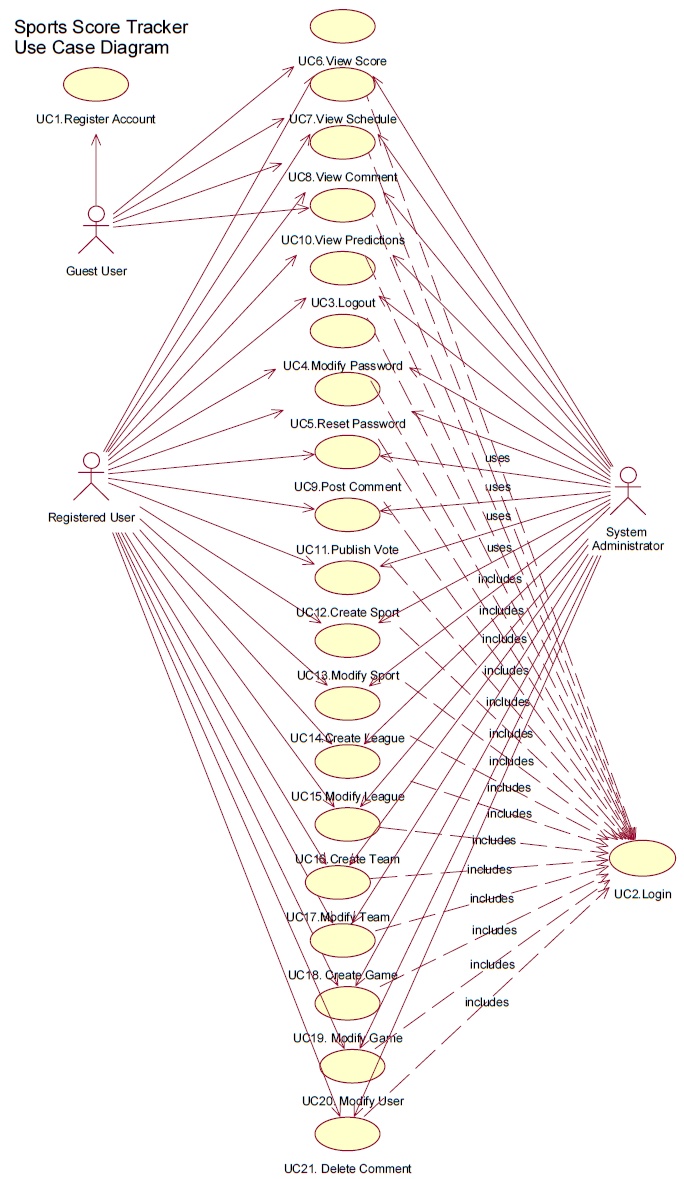 Sports Score Tracker
Use Case Diagram
UC6.View Score
UC1.Register Account
UC7.View Schedule
UC8.View Comment
UC10.View Predictions
Guest User
UC3.Logout
UC4.Modify Password
UC5.Reset Password
uses
UC9.Post Comment
uses
Registered User
uses
System
Administrator
UC11.Publish Vote
uses
includes
UC12.Create Sport
includes
includes
UC13.Modify Sport
includes
includes
UC14.Create League
includes
includes
UC15.Modify League
includes
includes
includes
UC16.Create Team
includes
UC2.Login
includes
UC17.Modify Team
includes
includes
UC18. Create Game
includes
UC19. Modify Game
UC20. Modify User
UC21. Delete Comment